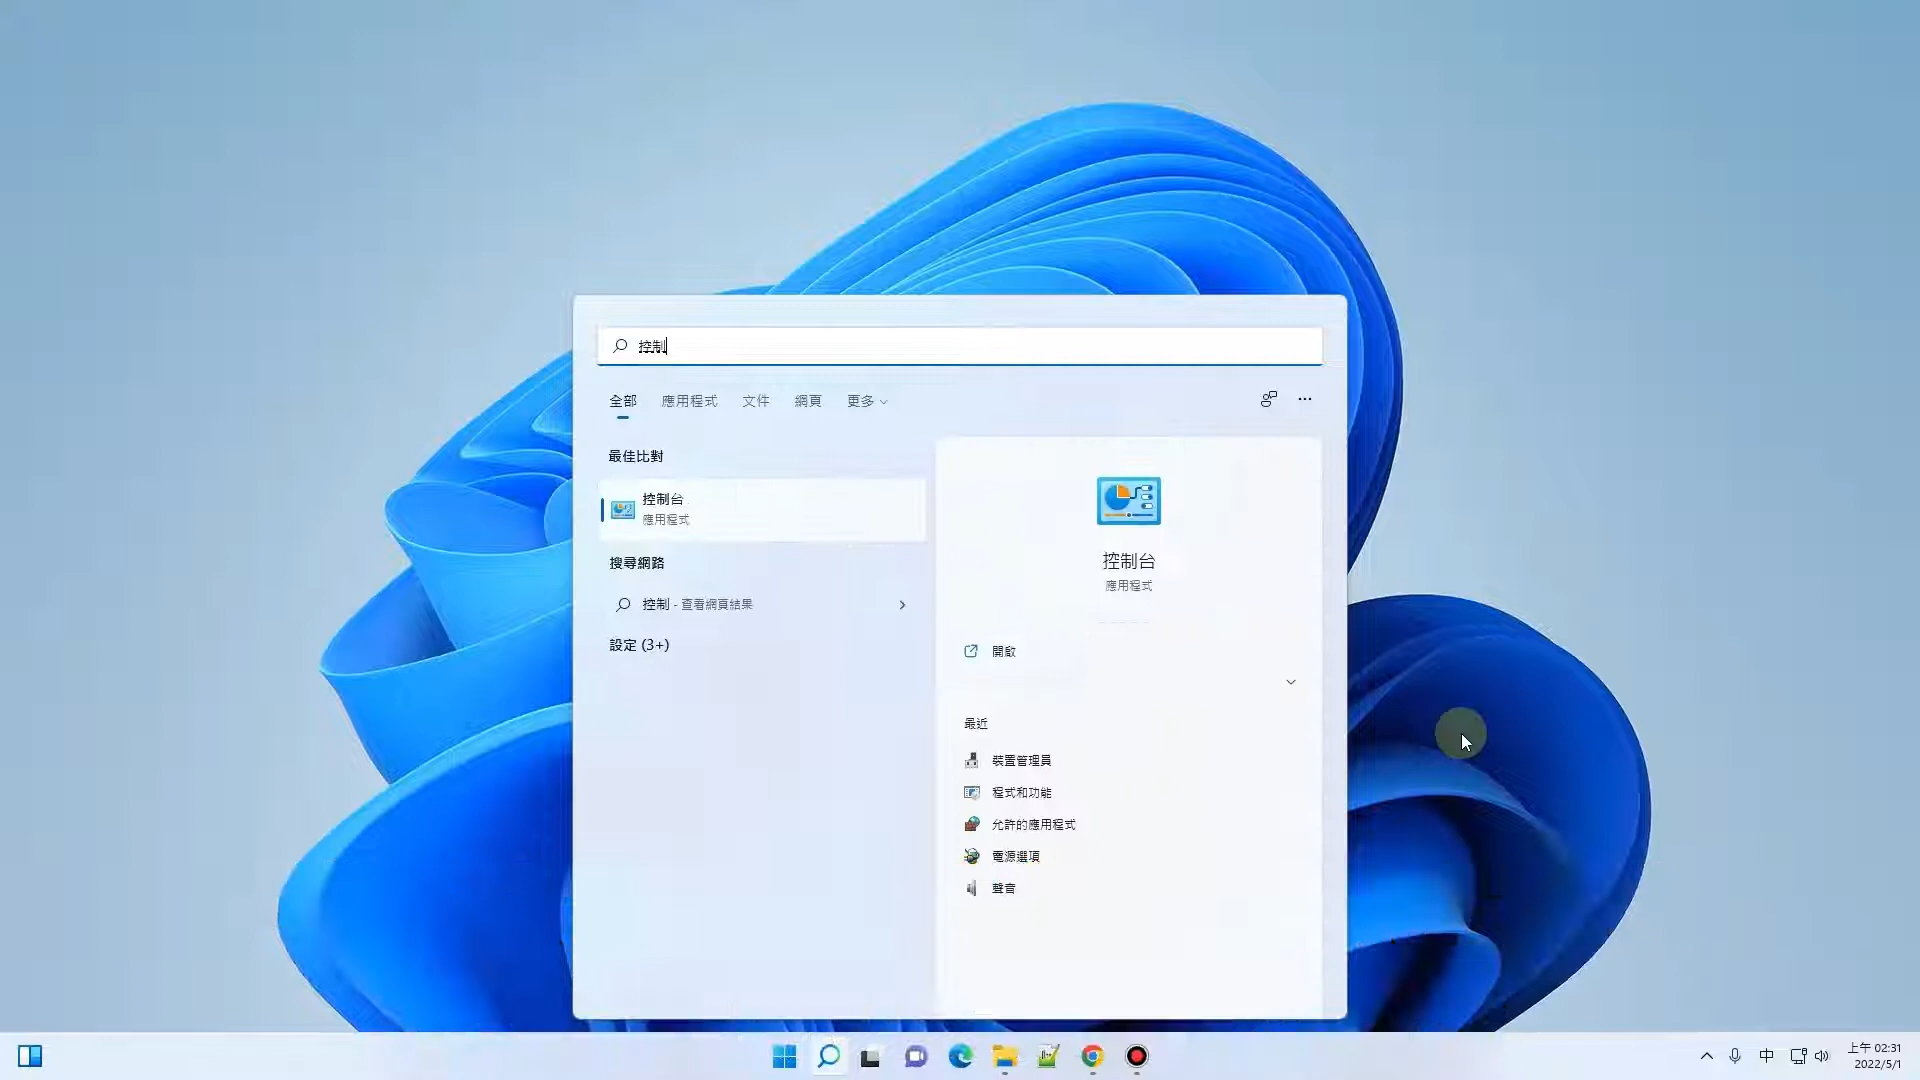 控制
全部 應用程式 文件 網頁 更多
最佳比對
控制台
應用程式
搜尋網路
控制 - 查看網頁結果
設定 (3+)
控制台
應用程式
開啟
最近
裝置管理員
程式和功能
允許的應用程式
電源選項
聲音
中
上午 02:31
2022/5/1